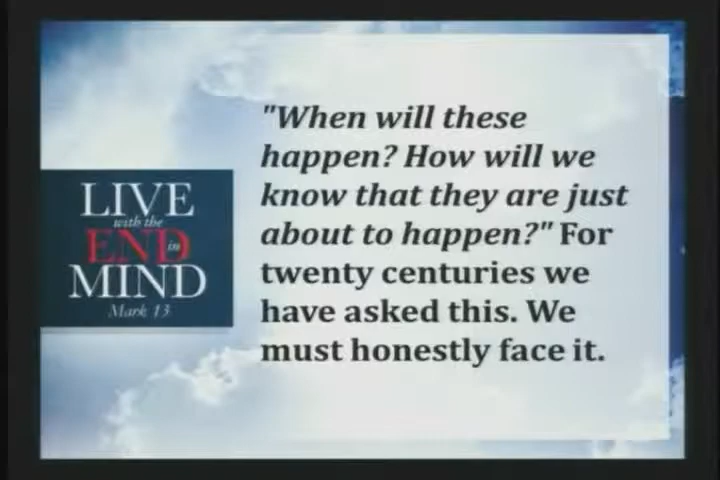 LIVE
with the
END in
MIND
Mark 13
"When will these
happen? How will we
know that they are just
about to happen?" For
twenty centuries we
have asked this. We
must honestly face it.